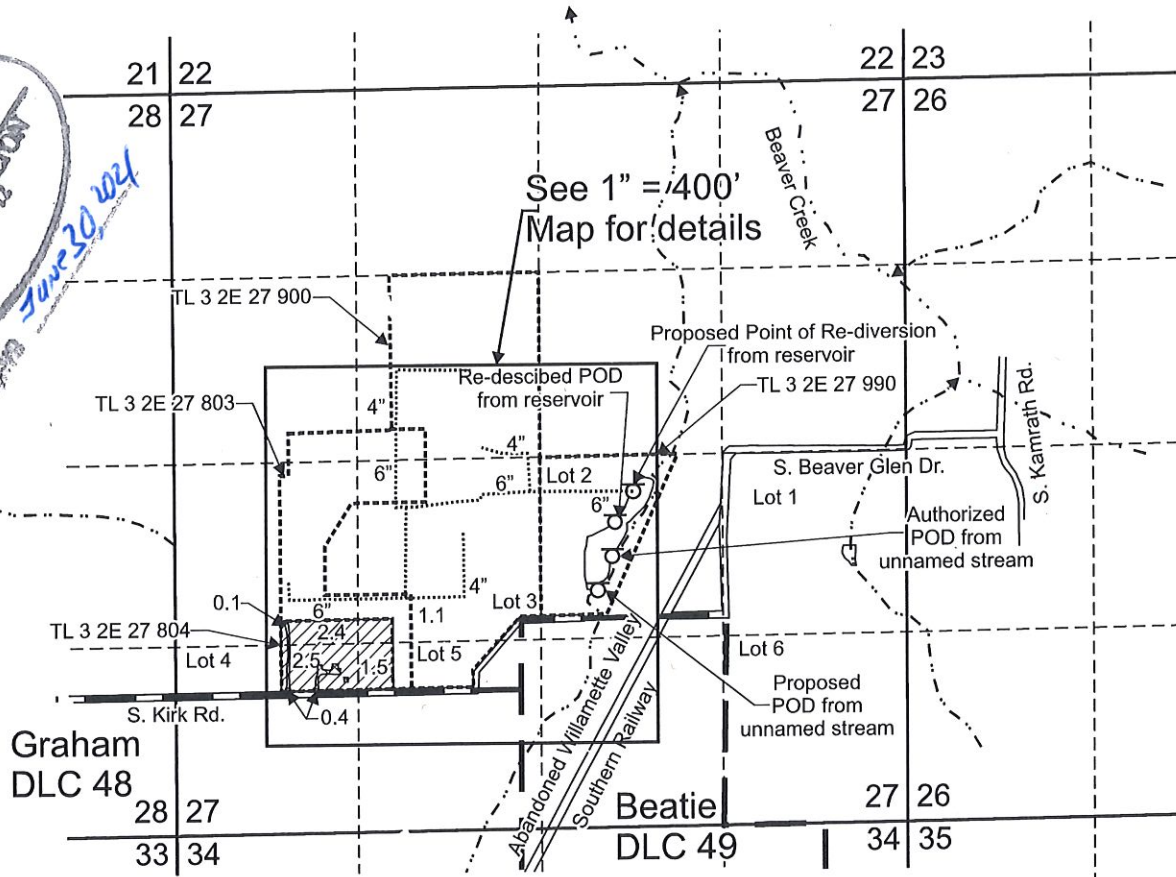 21 22
28 27
22 23
27 26
JUNE 30, 2021
Beaver Creek
See 1" = 400'
Map for details
TL 3 2E 27 900
Proposed Point of Re-diversion
from reservoir
Re-descibed POD
from reservoir
TL 3 2E 27 990
TL 3 2E 27 803
4"
4"
6"
6"
Lot 2
6"
S. Beaver Glen Dr.
S. Kamrath Rd.
Lot 1
Authorized
POD from
unnamed stream
4"
0.1
6"
1.1
Lot 3
TL 3 2E 27 804
2.4
Lot 4
2.5
1.5
Lot 5
Lot 6
S. Kirk Rd.
0.4
Proposed
POD from
unnamed stream
Abandoned Willamette Valley
Southern Railway
Graham
DLC 48
Beatie
DLC 49
28 27
33 34
27 26
34 35